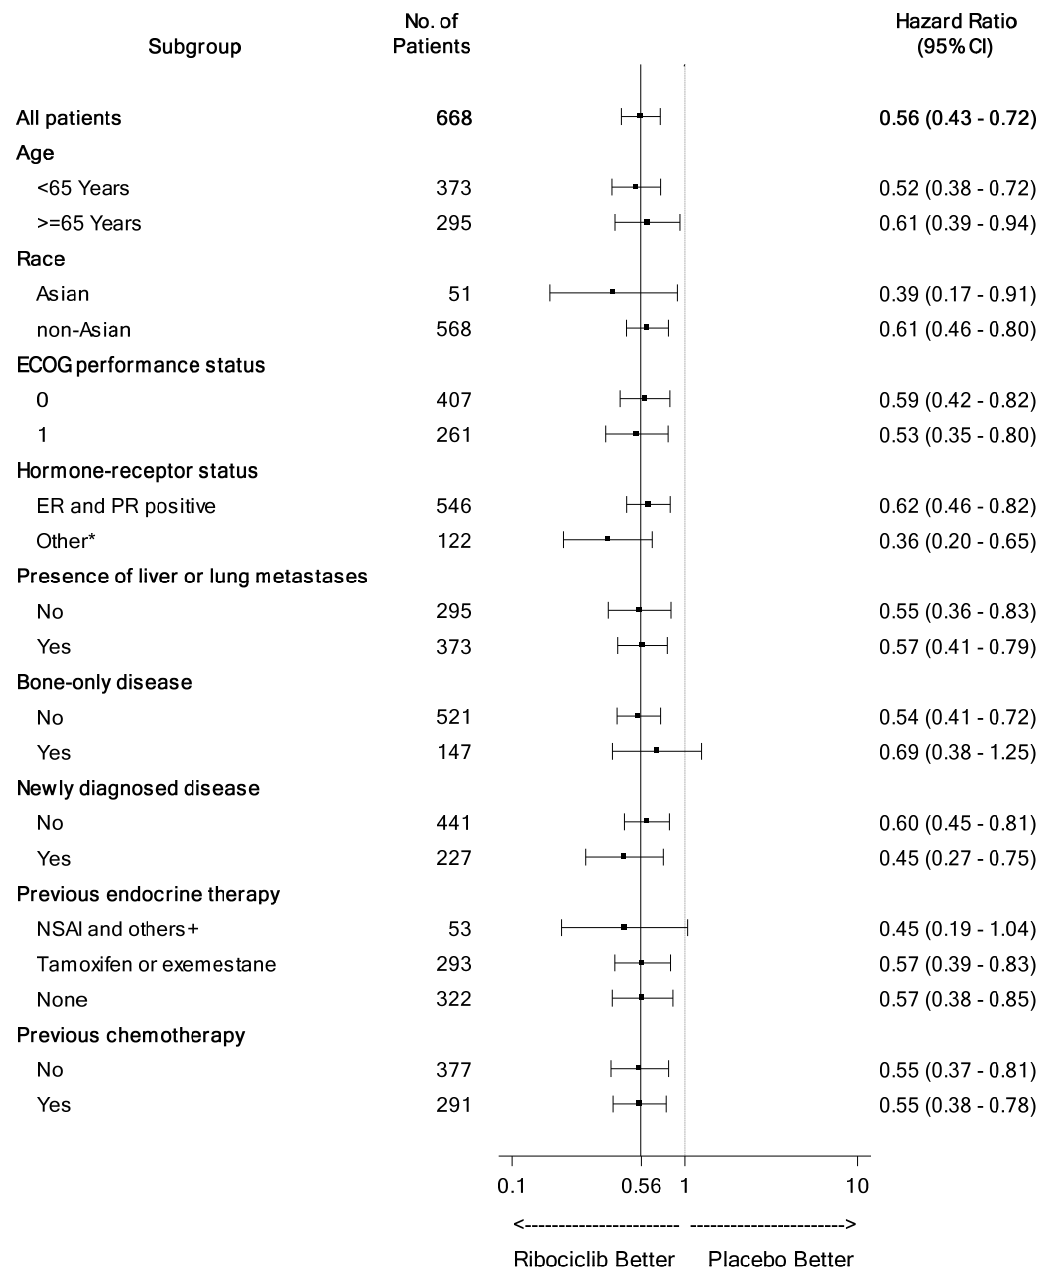 Subgroup No. of Patients Hazard Ratio (95% CI)
All patients 668 0.56 (0.43 - 0.72)
Age
<65 Years 373 0.52 (0.38 - 0.72)
>=65 Years 295 0.61 (0.39 - 0.94)
Race
Asian 51 0.39 (0.17 - 0.91)
non-Asian 568 0.61 (0.46 - 0.80)
ECOG performance status
0 407 0.59 (0.42 - 0.82)
1 261 0.53 (0.35 - 0.80)
Hormone-receptor status
ER and PR positive 546 0.62 (0.46 - 0.82)
Other* 122 0.36 (0.20 - 0.65)
Presence of liver or lung metastases
No 295 0.55 (0.36 - 0.83)
Yes 373 0.57 (0.41 - 0.79)
Bone-only disease
No 521 0.54 (0.41 - 0.72)
Yes 147 0.69 (0.38 - 1.25)
Newly diagnosed disease
No 441 0.60 (0.45 - 0.81)
Yes 227 0.45 (0.27 - 0.75)
Previous endocrine therapy
NSAI and others+ 53 0.45 (0.19 - 1.04)
Tamoxifen or exemestane 293 0.57 (0.39 - 0.83)
None 322 0.57 (0.38 - 0.85)
Previous chemotherapy
No 377 0.55 (0.37 - 0.81)
Yes 291 0.55 (0.38 - 0.78)
0.1 0.56 1 10
Ribociclib Better Placebo Better